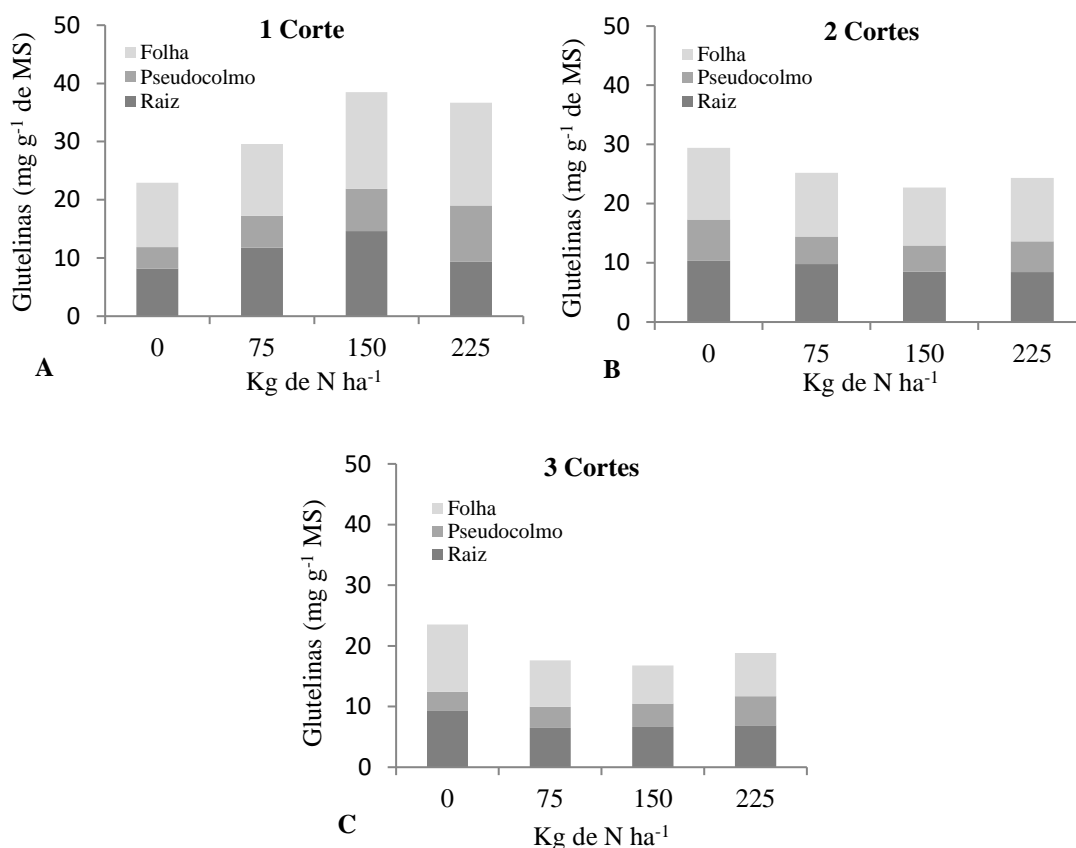 1 Corte
Glutelinas (mg g⁻¹ de MS)
50
40
30
20
10
0
Folha
Pseudocolmo
Raiz
0 75 150 225
Kg de N ha⁻¹
A
2 Cortes
Glutelinas (mg g⁻¹ de MS)
50
40
30
20
10
0
Folha
Pseudocolmo
Raiz
0 75 150 225
Kg de N ha⁻¹
B
3 Cortes
Glutelinas (mg g⁻¹ MS)
50
40
30
20
10
0
Folha
Pseudocolmo
Raiz
0 75 150 225
Kg de N ha⁻¹
C